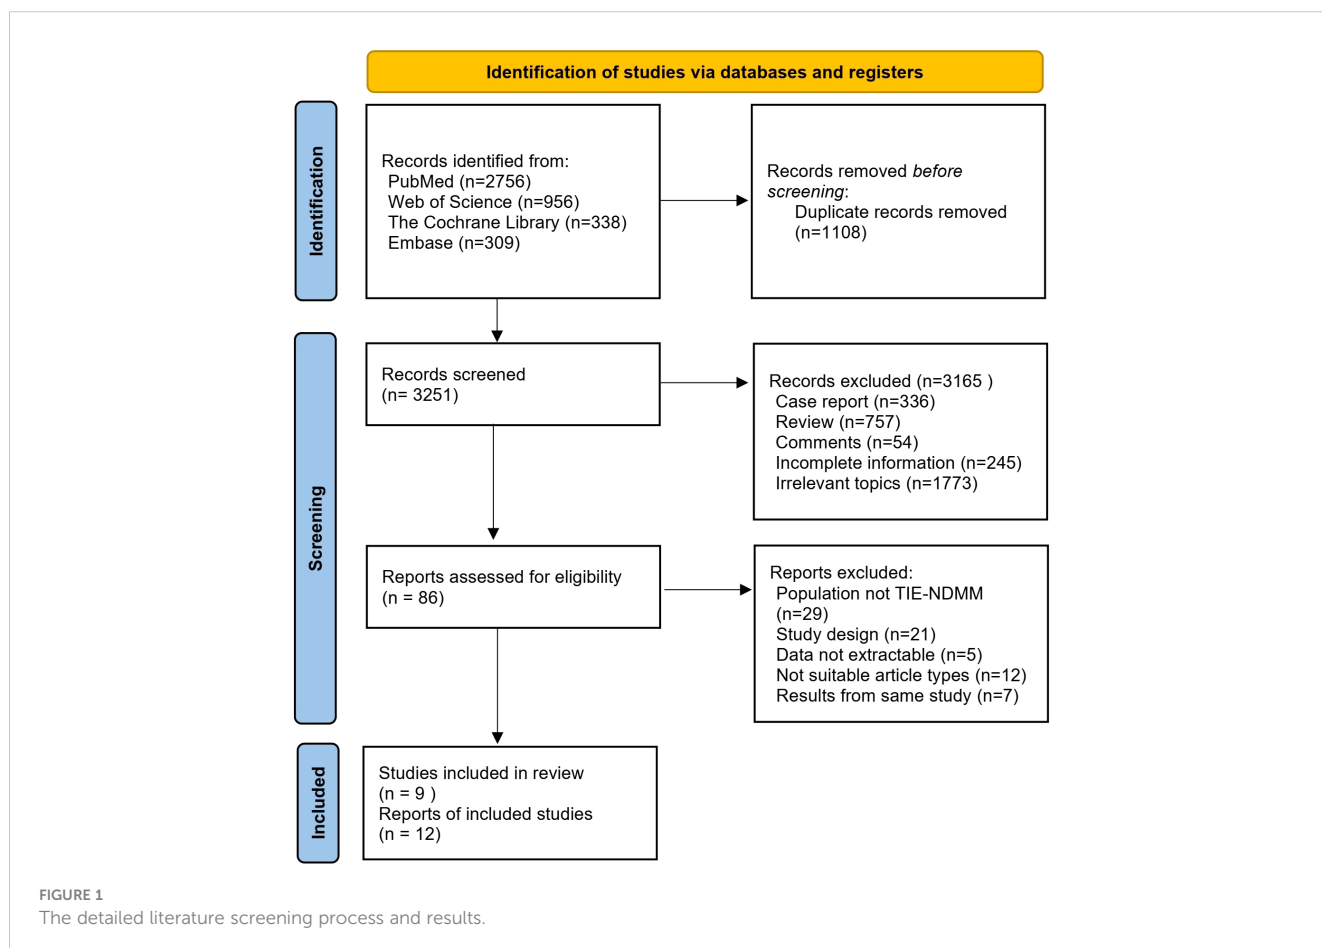 Identification of studies via databases and registers
Identification
Records identified from:
PubMed (n=2756)
Web of Science (n=956)
The Cochrane Library (n=338)
Embase (n=309)
Records removed before
screening:
Duplicate records removed
(n=1108)
Screening
Records screened
(n= 3251)
Records excluded (n=3165 )
Case report (n=336)
Review (n=757)
Comments (n=54)
Incomplete information (n=245)
Irrelevant topics (n=1773)
Reports assessed for eligibility
(n = 86)
Reports excluded:
Population not TIE-NDMM
(n=29)
Study design (n=21)
Data not extractable (n=5)
Not suitable article types (n=12)
Results from same study (n=7)
Included
Studies included in review
(n = 9 )
Reports of included studies
(n = 12)
FIGURE 1
The detailed literature screening process and results.